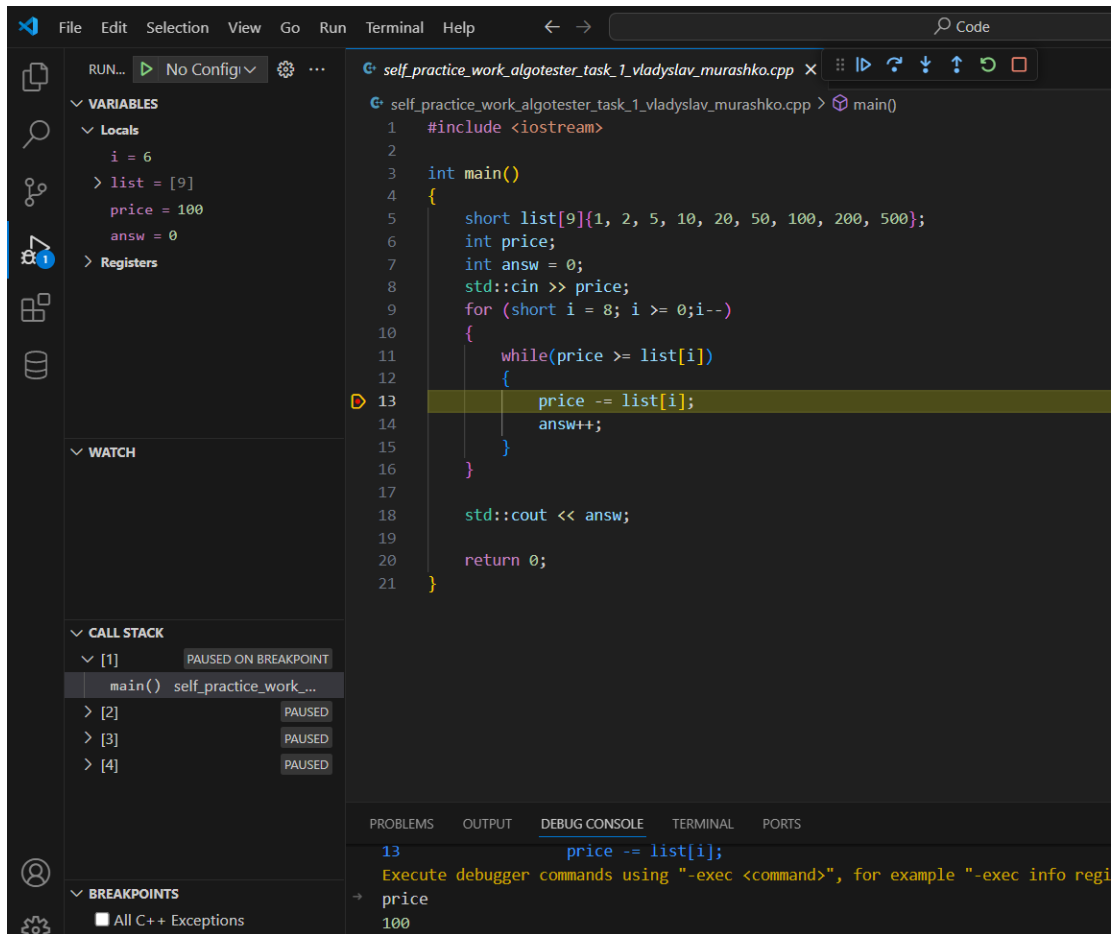 File Edit Selection View Go Run Terminal Help ← → Code
RUN... No Config
VARIABLES
Locals
i = 6
list = [9]
price = 100
answ = 0
Registers
WATCH
CALL STACK
[1] PAUSED ON BREAKPOINT
main() self_practice_work_...
[2] PAUSED
[3] PAUSED
[4] PAUSED
BREAKPOINTS
All C++ Exceptions
1
self_practice_work_algotester_task_1_vladyslav_murashko.cpp
self_practice_work_algotester_task_1_vladyslav_murashko.cpp > main()
1 #include <iostream>
2
3 int main()
4 {
5 short list[9]{1, 2, 5, 10, 20, 50, 100, 200, 500};
6 int price;
7 int answ = 0;
8 std::cin >> price;
9 for (short i = 8; i >= 0;i--)
10 {
11 while(price >= list[i])
12 {
13 price -= list[i];
14 answ++;
15 }
16 }
17
18 std::cout << answ;
19
20 return 0;
21 }
PROBLEMS OUTPUT DEBUG CONSOLE TERMINAL PORTS
13 price -= list[i];
Execute debugger commands using "-exec <command>", for example "-exec info regi
→ price
100